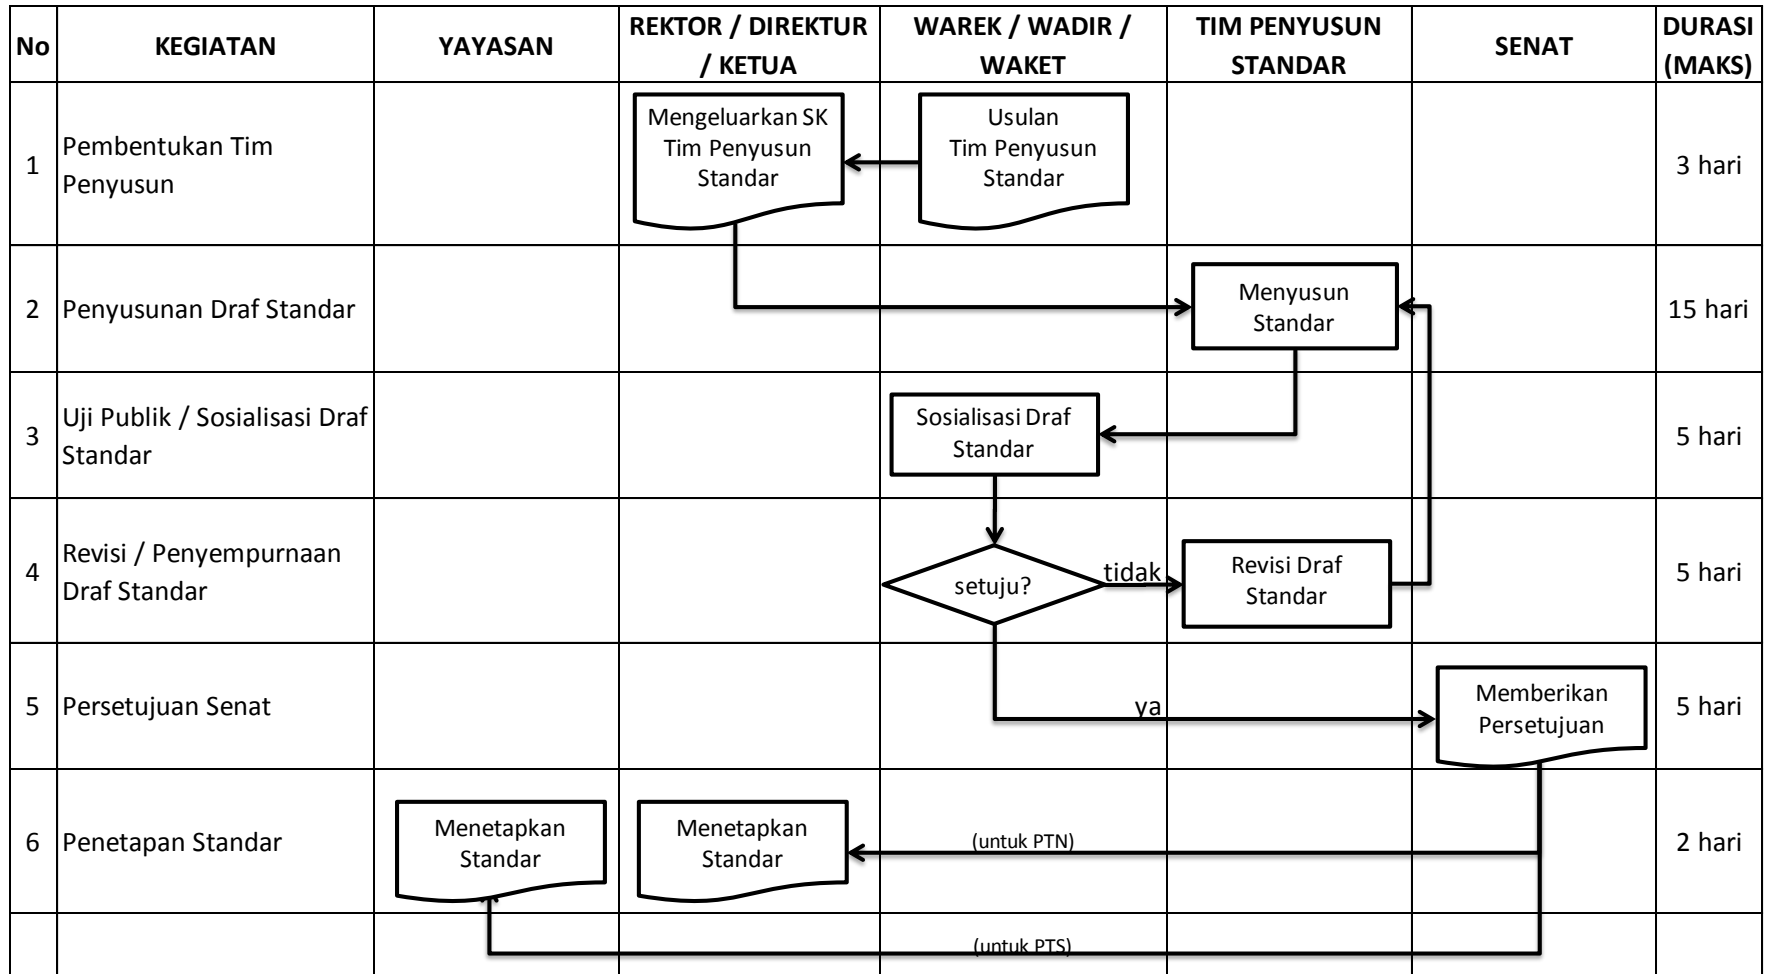 No
KEGIATAN
YAYASAN
REKTOR / DIREKTUR
/ KETUA
WAREK / WADIR /
WAKET
TIM PENYUSUN
STANDAR
SENAT
DURASI
(MAKS)
1
Pembentukan Tim
Penyusun
Mengeluarkan SK
Tim Penyusun
Standar
Usulan
Tim Penyusun
Standar
3 hari
2
Penyusunan Draf Standar
Menyusun
Standar
15 hari
3
Uji Publik / Sosialisasi Draf
Standar
Sosialisasi Draf
Standar
5 hari
4
Revisi / Penyempurnaan
Draf Standar
setuju?
tidak
Revisi Draf
Standar
5 hari
5
Persetujuan Senat
ya
Memberikan
Persetujuan
5 hari
6
Penetapan Standar
Menetapkan
Standar
Menetapkan
Standar
(untuk PTN)
2 hari
(untuk PTS)